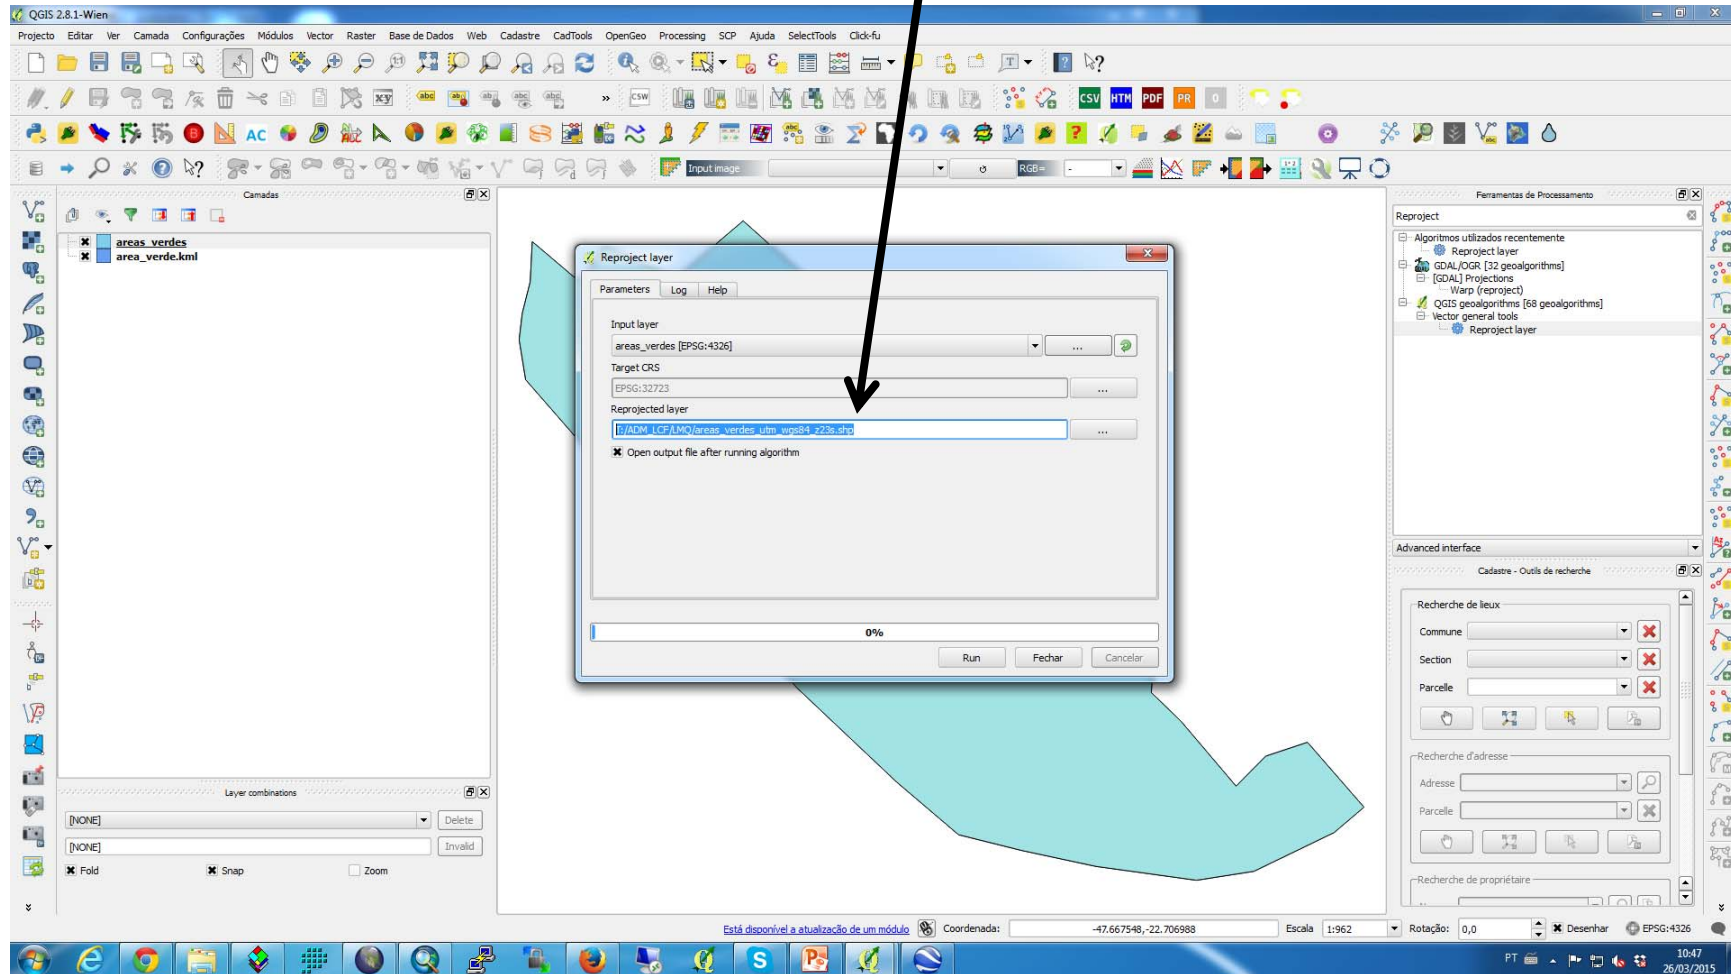 QGIS 2.8.1-Wien
Projecto Editar Ver Camada Configurações Módulos Vector Raster Base de Dados Web Cadastre CadTools OpenGeo Processing SCP Ajuda SelectTools Click-fu
CSW
CSV HTM PDF PR 0
AC
Input image
RGB= -
Camadas
areas_verdes
area_verde.kml
Layer combinations
[NONE]
Delete
[NONE]
Invalid
Fold Snap Zoom
Reproject layer
Parameters Log Help
Input layer
areas_verdes [EPSG:4326]
...
Target CRS
EPSG:32723
...
Reprojected layer
/ADM_LCF/LMQ/areas_verdes_utm_wgs84_z23s.shp
...
Open output file after running algorithm
0%
Run Fechar Cancelar
Ferramentas de Processamento
Reproject
Algoritmos utilizados recentemente
Reproject layer
GDAL/OGR [32 geoalgorithms]
[GDAL] Projections
Warp (reproject)
QGIS geoalgorithms [68 geoalgorithms]
Vector general tools
Reproject layer
Advanced interface
Cadastre - Outils de recherche
Recherche de lieux
Commune
Section
Parcelle
Recherche d'adresse
Adresse
Parcelle
Recherche de propriétaire
Está disponível a atualização de um módulo
Coordenada: -47.667548,-22.706988
Escala 1:962
Rotação: 0,0
Desenhar
EPSG:4326
PT
10:47
26/03/2015